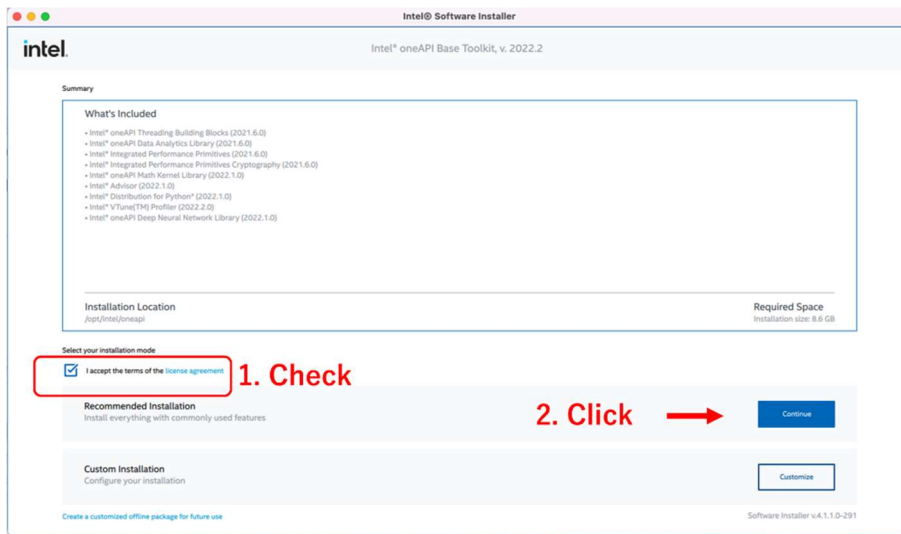 Intel® Software Installer
intel.
Intel® oneAPI Base Toolkit, v. 2022.2
Summary
What's Included
• Intel® oneAPI Threading Building Blocks (2021.6.0)
• Intel® oneAPI Data Analytics Library (2021.6.0)
• Intel® Integrated Performance Primitives (2021.6.0)
• Intel® Integrated Performance Primitives Cryptography (2021.6.0)
• Intel® oneAPI Math Kernel Library (2022.1.0)
• Intel® Advisor (2022.1.0)
• Intel® Distribution for Python* (2022.1.0)
• Intel® VTune(TM) Profiler (2022.2.0)
• Intel® oneAPI Deep Neural Network Library (2022.1.0)
Installation Location
/opt/intel/oneapi
Required Space
Installation size: 8.6 GB
Select your installation mode
I accept the terms of the license agreement
1. Check
Recommended Installation
Install everything with commonly used features
2. Click
Continue
Custom Installation
Configure your installation
Customize
Create a customized offline package for future use
Software Installer v.4.1.1.0-291